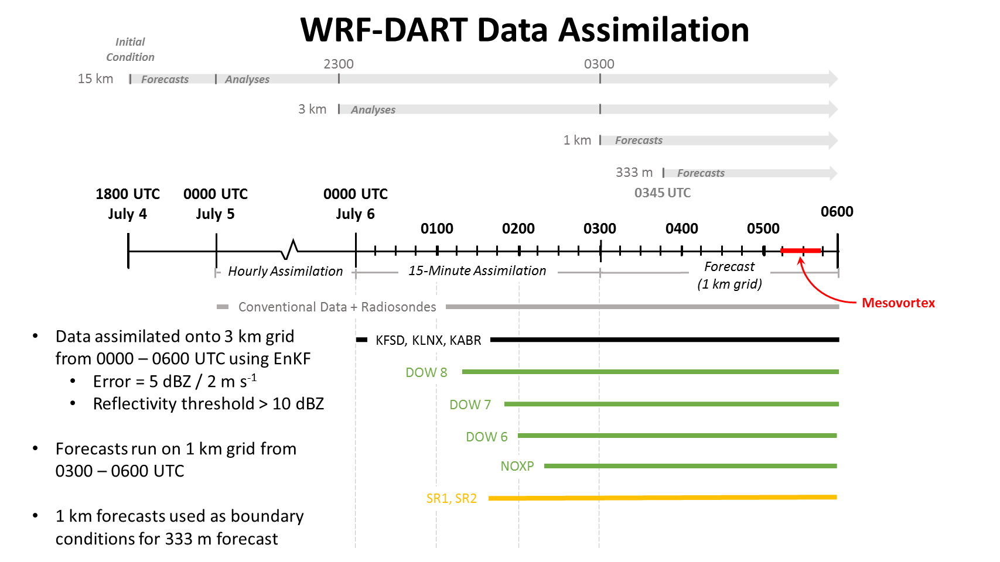 WRF-DART Data Assimilation
Initial
Condition
2300
0300
15 km
Forecasts
Analyses
3 km
Analyses
1 km
Forecasts
333 m
Forecasts
0345 UTC
1800 UTC
July 4
0000 UTC
July 5
0000 UTC
July 6
0100
0200
0300
0400
0500
0600
Hourly Assimilation
15-Minute Assimilation
Forecast
(1 km grid)
Mesovortex
Conventional Data + Radiosondes
KFSD, KLNX, KABR
DOW 8
DOW 7
DOW 6
NOXP
SR1, SR2
• Data assimilated onto 3 km grid
from 0000 – 0600 UTC using EnKF
• Error = 5 dBZ / 2 m s⁻¹
• Reflectivity threshold > 10 dBZ
• Forecasts run on 1 km grid from
0300 – 0600 UTC
• 1 km forecasts used as boundary
conditions for 333 m forecast